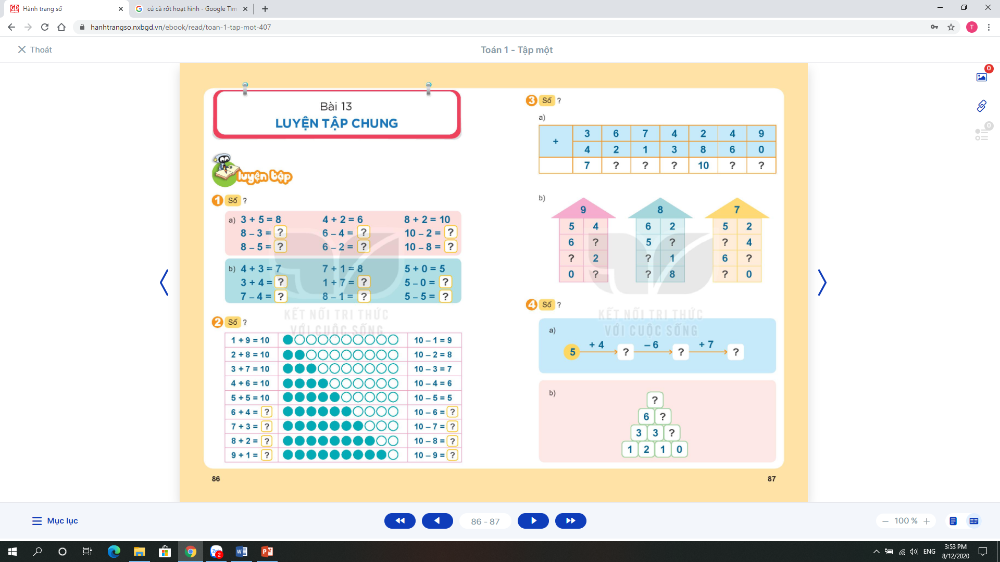 Hành trang số
củ cà rốt hoạt hình - Google Tìm
hanhtrangso.nxbgd.vn/ebook/read/toan-1-tap-mot-407
T
Thoát
Toán 1 - Tập một
0
0
Bài 13
LUYỆN TẬP CHUNG
luyện tập
1 Số ?
a) 3 + 5 = 8 4 + 2 = 6 8 + 2 = 10
8 – 3 = ? 6 – 4 = ? 10 – 2 = ?
8 – 5 = ? 6 – 2 = ? 10 – 8 = ?
b) 4 + 3 = 7 7 + 1 = 8 5 + 0 = 5
3 + 4 = ? 1 + 7 = ? 5 – 0 = ?
7 – 4 = ? 8 – 1 = ? 5 – 5 = ?
KẾT NỐI TRI THỨC
VỚI CUỘC SỐNG
2 Số ?
1 + 9 = 10 10 – 1 = 9
2 + 8 = 10 10 – 2 = 8
3 + 7 = 10 10 – 3 = 7
4 + 6 = 10 10 – 4 = 6
5 + 5 = 10 10 – 5 = 5
6 + 4 = ? 10 – 6 = ?
7 + 3 = ? 10 – 7 = ?
8 + 2 = ? 10 – 8 = ?
9 + 1 = ? 10 – 9 = ?
86
3 Số ?
a)
+ 3 6 7 4 2 4 9
4 2 1 3 8 6 0
7 ? ? ? 10 ? ?
b)
9 8 7
5 4 6 2 5 2
6 ? 5 ? ? 4
? 2 ? 1 6 ?
0 ? ? 8 ? 0
4 Số ?
KẾT NỐI TRI THỨC
VỚI CUỘC SỐNG
a)
+ 4 – 6 + 7
5 ? ? ?
b)
?
6 ?
3 3 ?
1 2 1 0
87
Mục lục
86 - 87
100 %
Zalo
2
ENG
3:53 PM
8/12/2020